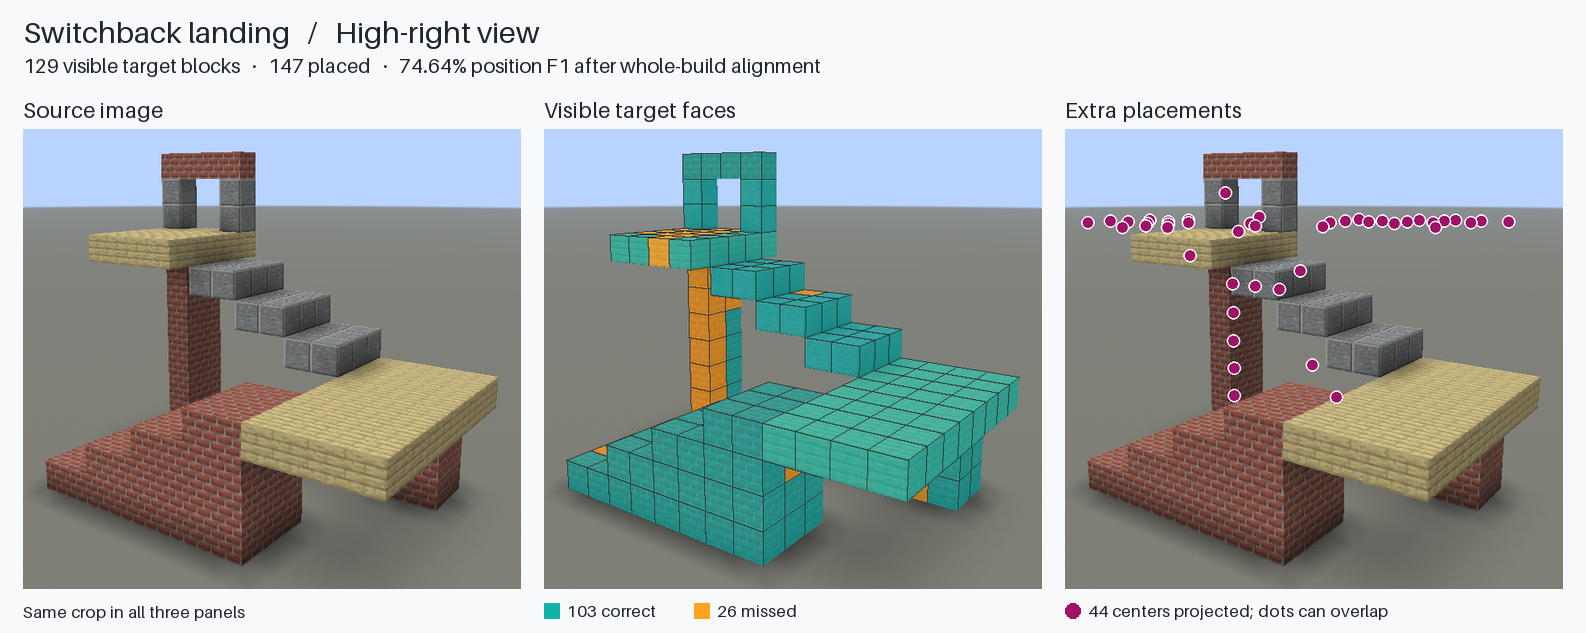 Switchback landing / High-right view
129 visible target blocks · 147 placed · 74.64% position F1 after whole-build alignment
Source image
Visible target faces
Extra placements
Same crop in all three panels
103 correct
26 missed
44 centers projected; dots can overlap